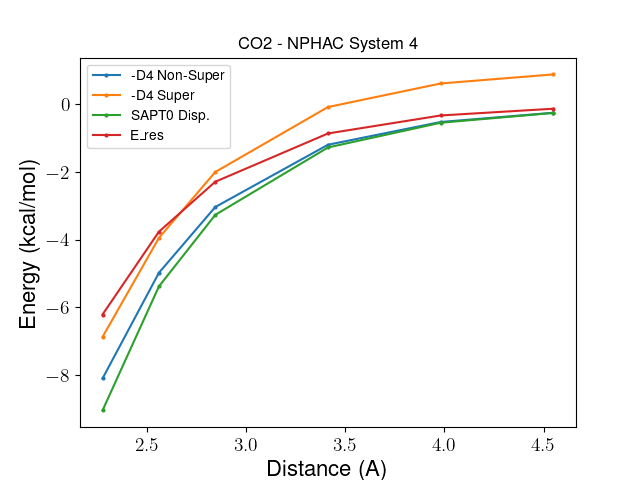 CO2 - NPHAC System 4
-D4 Non-Super
-D4 Super
SAPT0 Disp.
E_res
Energy (kcal/mol)
0
−2
−4
−6
−8
2.5 3.0 3.5 4.0 4.5
Distance (A)